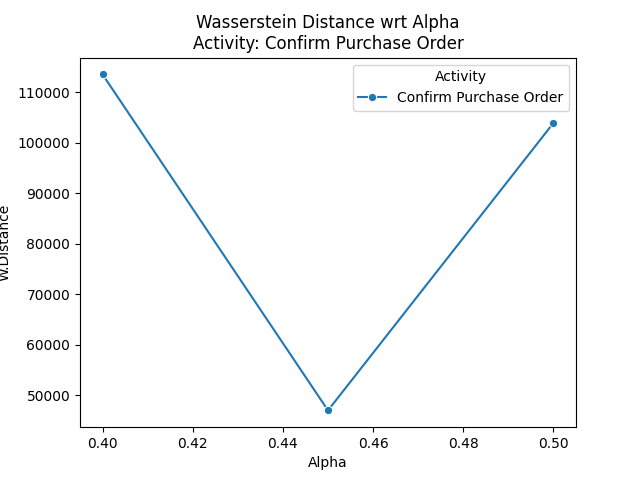 Wasserstein Distance wrt Alpha
Activity: Confirm Purchase Order
Activity
Confirm Purchase Order
W.Distance
110000
100000
90000
80000
70000
60000
50000
0.40 0.42 0.44 0.46 0.48 0.50
Alpha